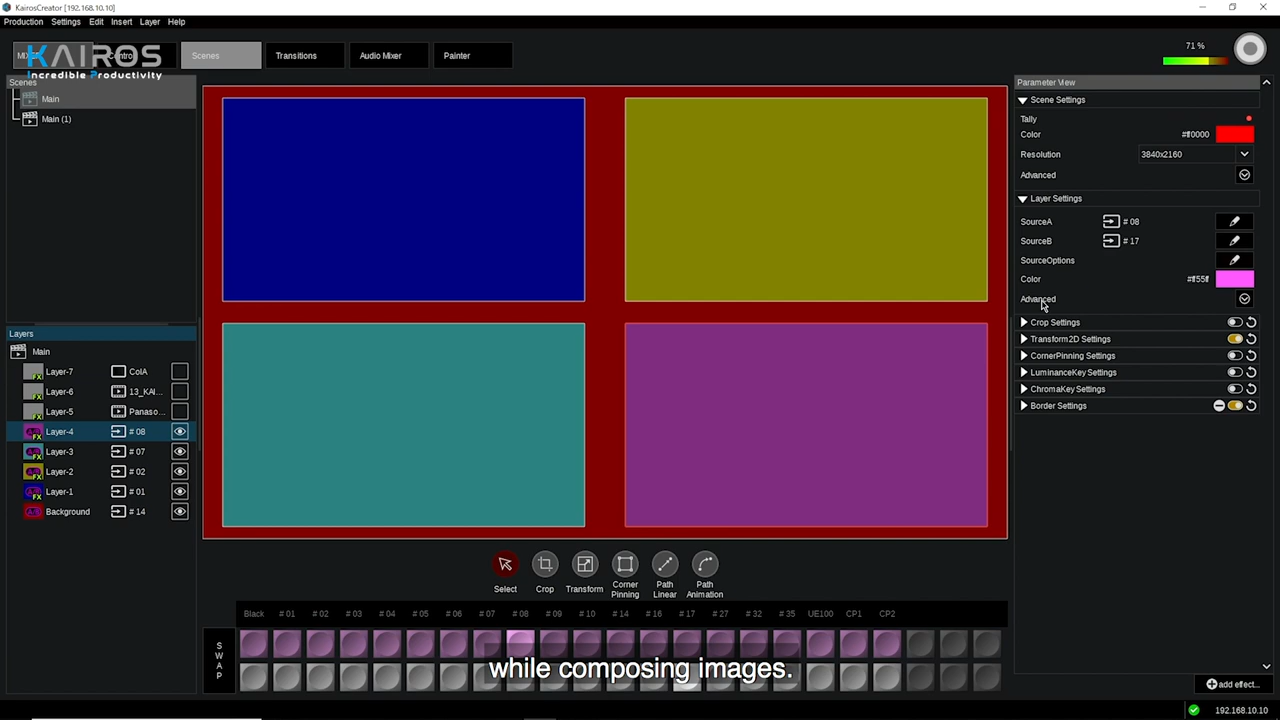 KairosCreator [192.168.10.10]
Production Settings Edit Insert Layer Help
KAIROS
Incredible Productivity
Scenes
Transitions
Audio Mixer
Painter
71 %
Scenes
Main
Main (1)
Layers
Main
Layer-7 ColA
Layer-6 13_KAI...
Layer-5 Panaso...
Layer-4 # 08
Layer-3 # 07
Layer-2 # 02
Layer-1 # 01
Background # 14
Select
Crop
Transform
Corner
Pinning
Path
Linear
Path
Animation
Black # 01 # 02 # 03 # 04 # 05 # 06 # 07 # 08 # 09 # 10 # 14 # 16 # 17 # 27 # 32 # 35 UE100 CP1 CP2
S
W
A
P
while composing images.
Parameter View
Scene Settings
Tally
Color #ff0000
Resolution 3840x2160
Advanced
Layer Settings
SourceA # 08
SourceB # 17
SourceOptions
Color #ff55ff
Advanced
Crop Settings
Transform2D Settings
CornerPinning Settings
LuminanceKey Settings
ChromaKey Settings
Border Settings
add effect...
192.168.10.10